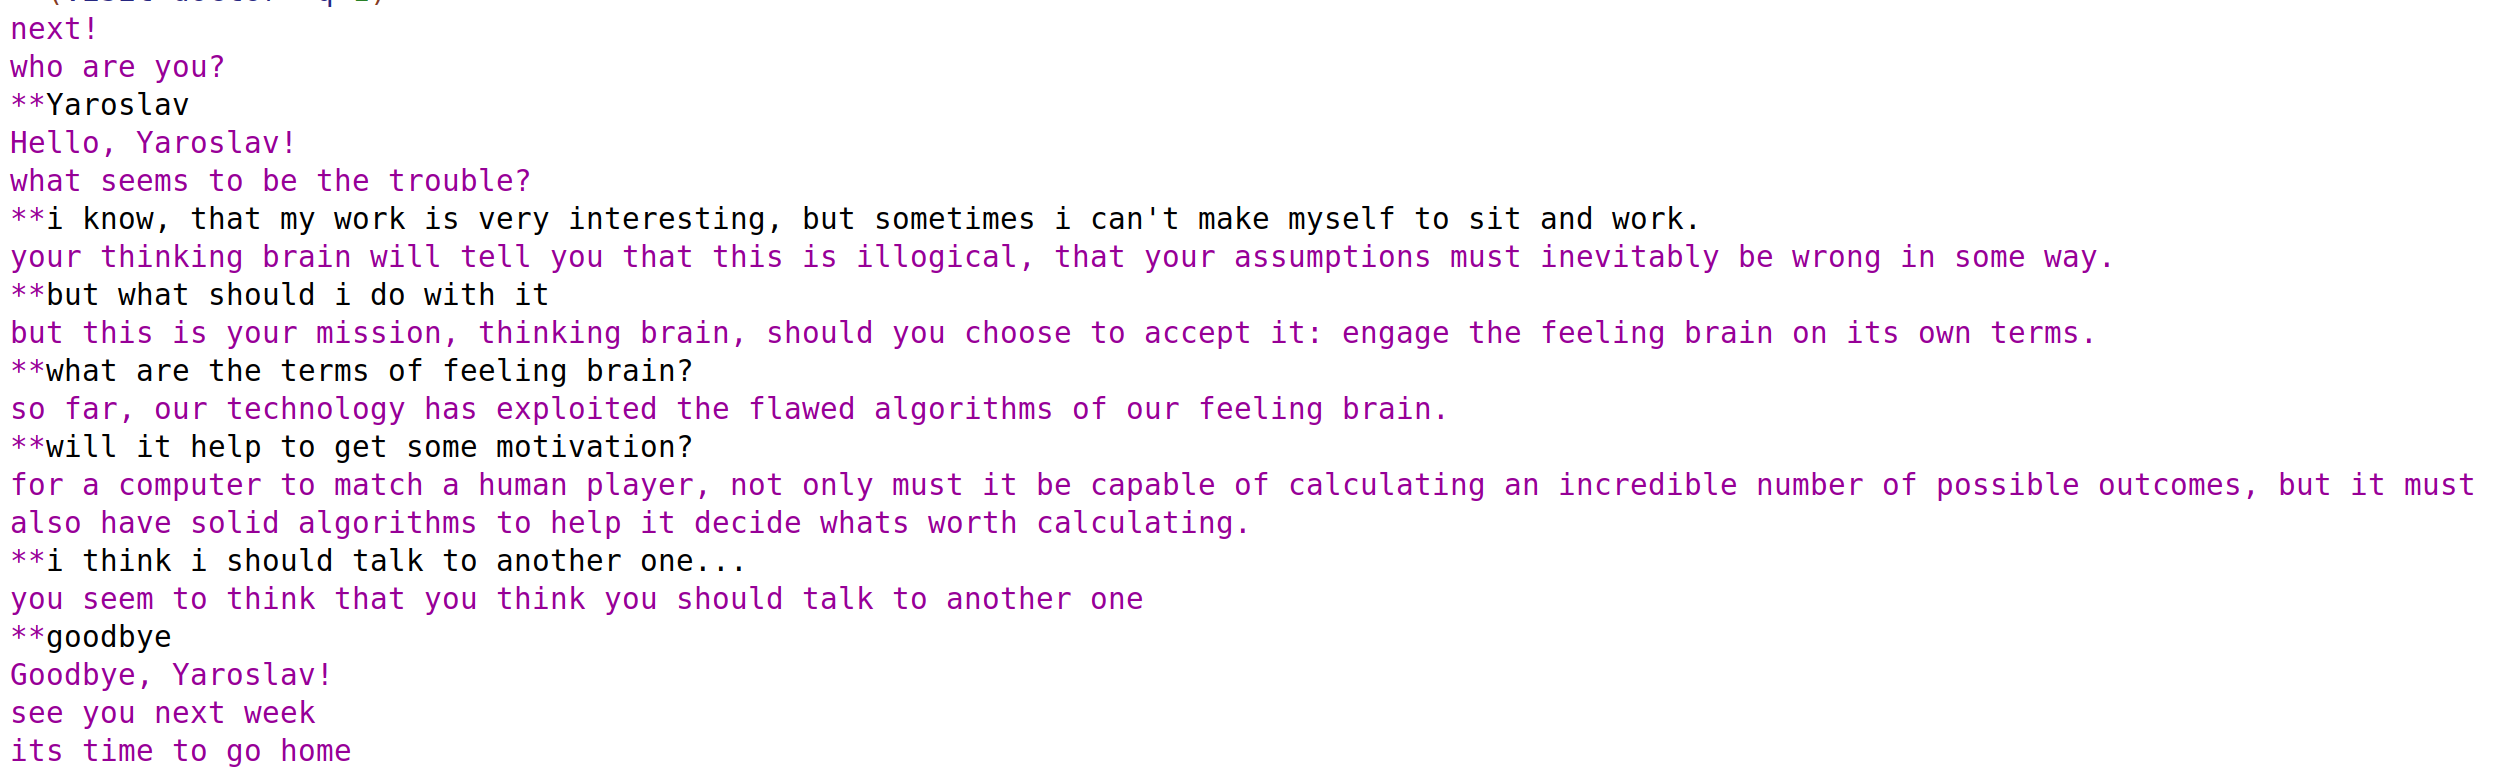 next!
who are you?
**Yaroslav
Hello, Yaroslav!
what seems to be the trouble?
**i know, that my work is very interesting, but sometimes i can't make myself to sit and work.
your thinking brain will tell you that this is illogical, that your assumptions must inevitably be wrong in some way.
**but what should i do with it
but this is your mission, thinking brain, should you choose to accept it: engage the feeling brain on its own terms.
**what are the terms of feeling brain?
so far, our technology has exploited the flawed algorithms of our feeling brain.
**will it help to get some motivation?
for a computer to match a human player, not only must it be capable of calculating an incredible number of possible outcomes, but it must
also have solid algorithms to help it decide whats worth calculating.
**i think i should talk to another one...
you seem to think that you think you should talk to another one
**goodbye
Goodbye, Yaroslav!
see you next week
its time to go home